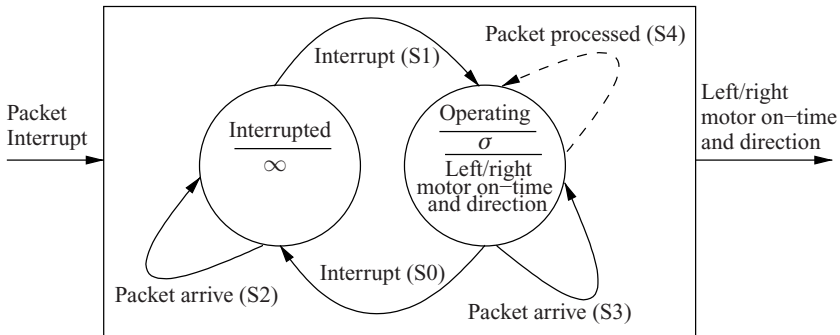 Packet
Interrupt
Interrupt (S1)
Packet processed (S4)
Interrupted
∞
Operating
σ
Left/right
motor on−time
and direction
Packet arrive (S2)
Interrupt (S0)
Packet arrive (S3)
Left/right
motor on−time
and direction